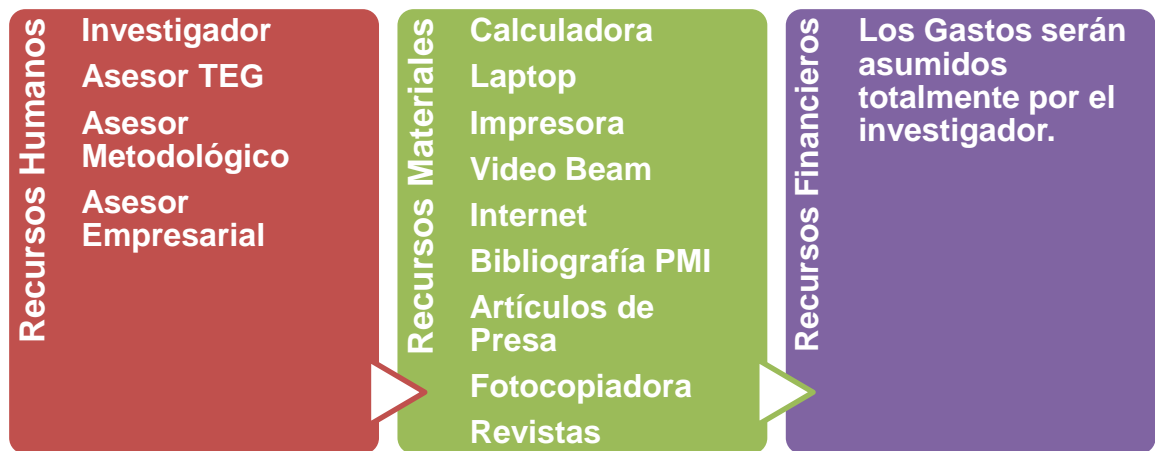 Recursos Humanos
Investigador
Asesor TEG
Asesor
Metodológico
Asesor
Empresarial
Recursos Materiales
Calculadora
Laptop
Impresora
Video Beam
Internet
Bibliografía PMI
Artículos de
Presa
Fotocopiadora
Revistas
Recursos Financieros
Los Gastos serán
asumidos
totalmente por el
investigador.